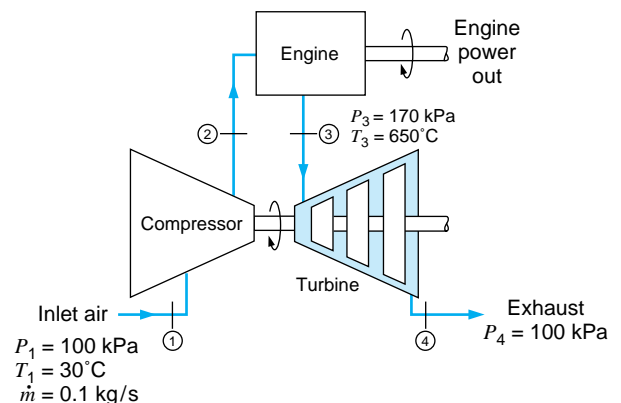 Engine
Engine
power
out
2
3
P3 = 170 kPa
T3 = 650°C
Compressor
Turbine
Inlet air
1
P1 = 100 kPa
T1 = 30°C
ṁ = 0.1 kg/s
4
Exhaust
P4 = 100 kPa